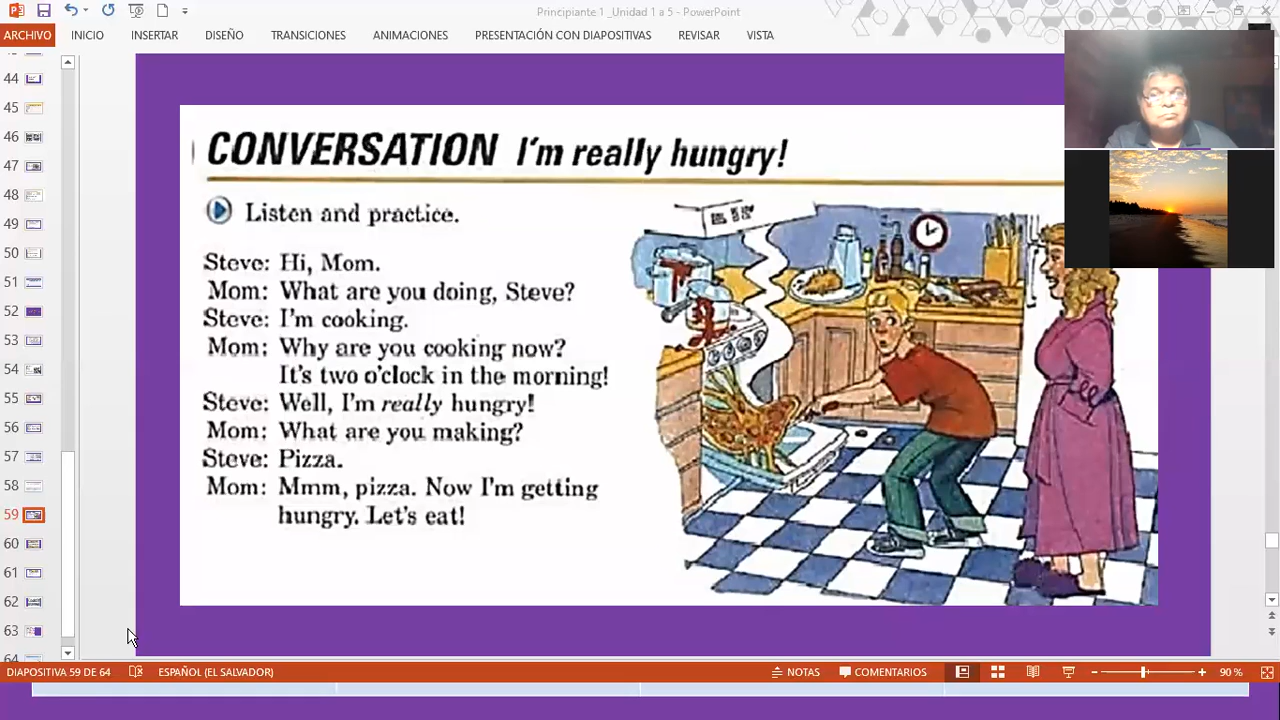 Principiante 1 _Unidad 1 a 5 - PowerPoint
ARCHIVO INICIO INSERTAR DISEÑO TRANSICIONES ANIMACIONES PRESENTACIÓN CON DIAPOSITIVAS REVISAR VISTA
44
45
46
47
48
49
50
51
52
53
54
55
56
57
58
59
60
61
62
63
64
CONVERSATION I'm really hungry!
Listen and practice.
Steve: Hi, Mom.
Mom: What are you doing, Steve?
Steve: I'm cooking.
Mom: Why are you cooking now?
It's two o'clock in the morning!
Steve: Well, I'm really hungry!
Mom: What are you making?
Steve: Pizza.
Mom: Mmm, pizza. Now I'm getting
hungry. Let's eat!
DIAPOSITIVA 59 DE 64 ESPAÑOL (EL SALVADOR) NOTAS COMENTARIOS 90 %